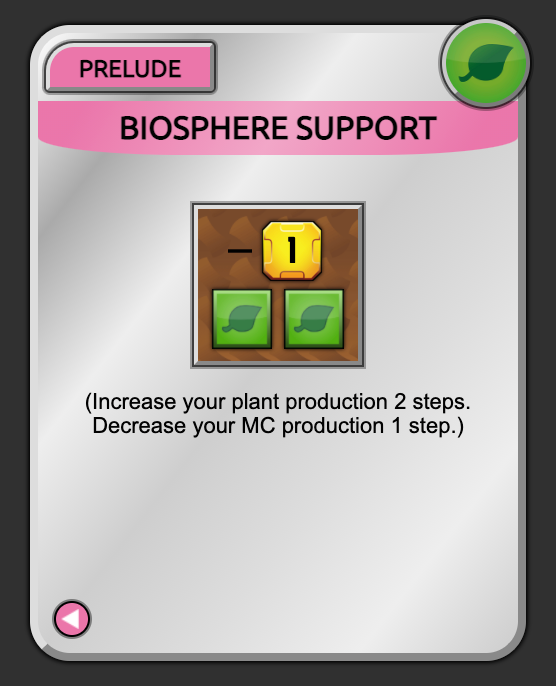 PRELUDE
BIOSPHERE SUPPORT
– 1
(Increase your plant production 2 steps.
Decrease your MC production 1 step.)